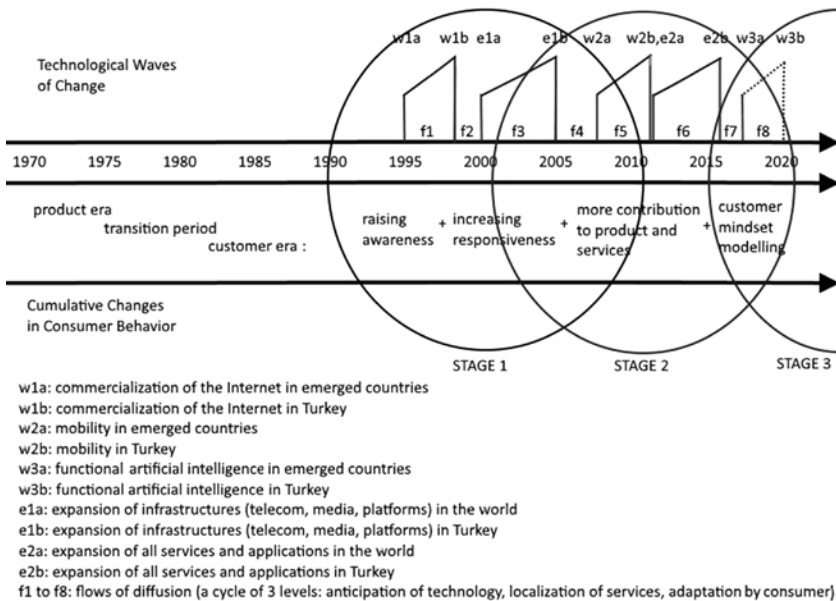 w1a w1b e1a e1b w2a w2b,e2a e2b w3a w3b
Technological Waves
of Change
f1 f2 f3 f4 f5 f6 f7 f8
1970 1975 1980 1985 1990 1995 2000 2005 2010 2015 2020
product era
transition period
customer era :
raising
awareness
+
increasing
responsiveness
+
more contribution
to product and
services
+
customer
mindset
modelling
Cumulative Changes
in Consumer Behavior
STAGE 1 STAGE 2 STAGE 3
w1a: commercialization of the Internet in emerged countries
w1b: commercialization of the Internet in Turkey
w2a: mobility in emerged countries
w2b: mobility in Turkey
w3a: functional artificial intelligence in emerged countries
w3b: functional artificial intelligence in Turkey
e1a: expansion of infrastructures (telecom, media, platforms) in the world
e1b: expansion of infrastructures (telecom, media, platforms) in Turkey
e2a: expansion of all services and applications in the world
e2b: expansion of all services and applications in Turkey
f1 to f8: flows of diffusion (a cycle of 3 levels: anticipation of technology, localization of services, adaptation by consumer)